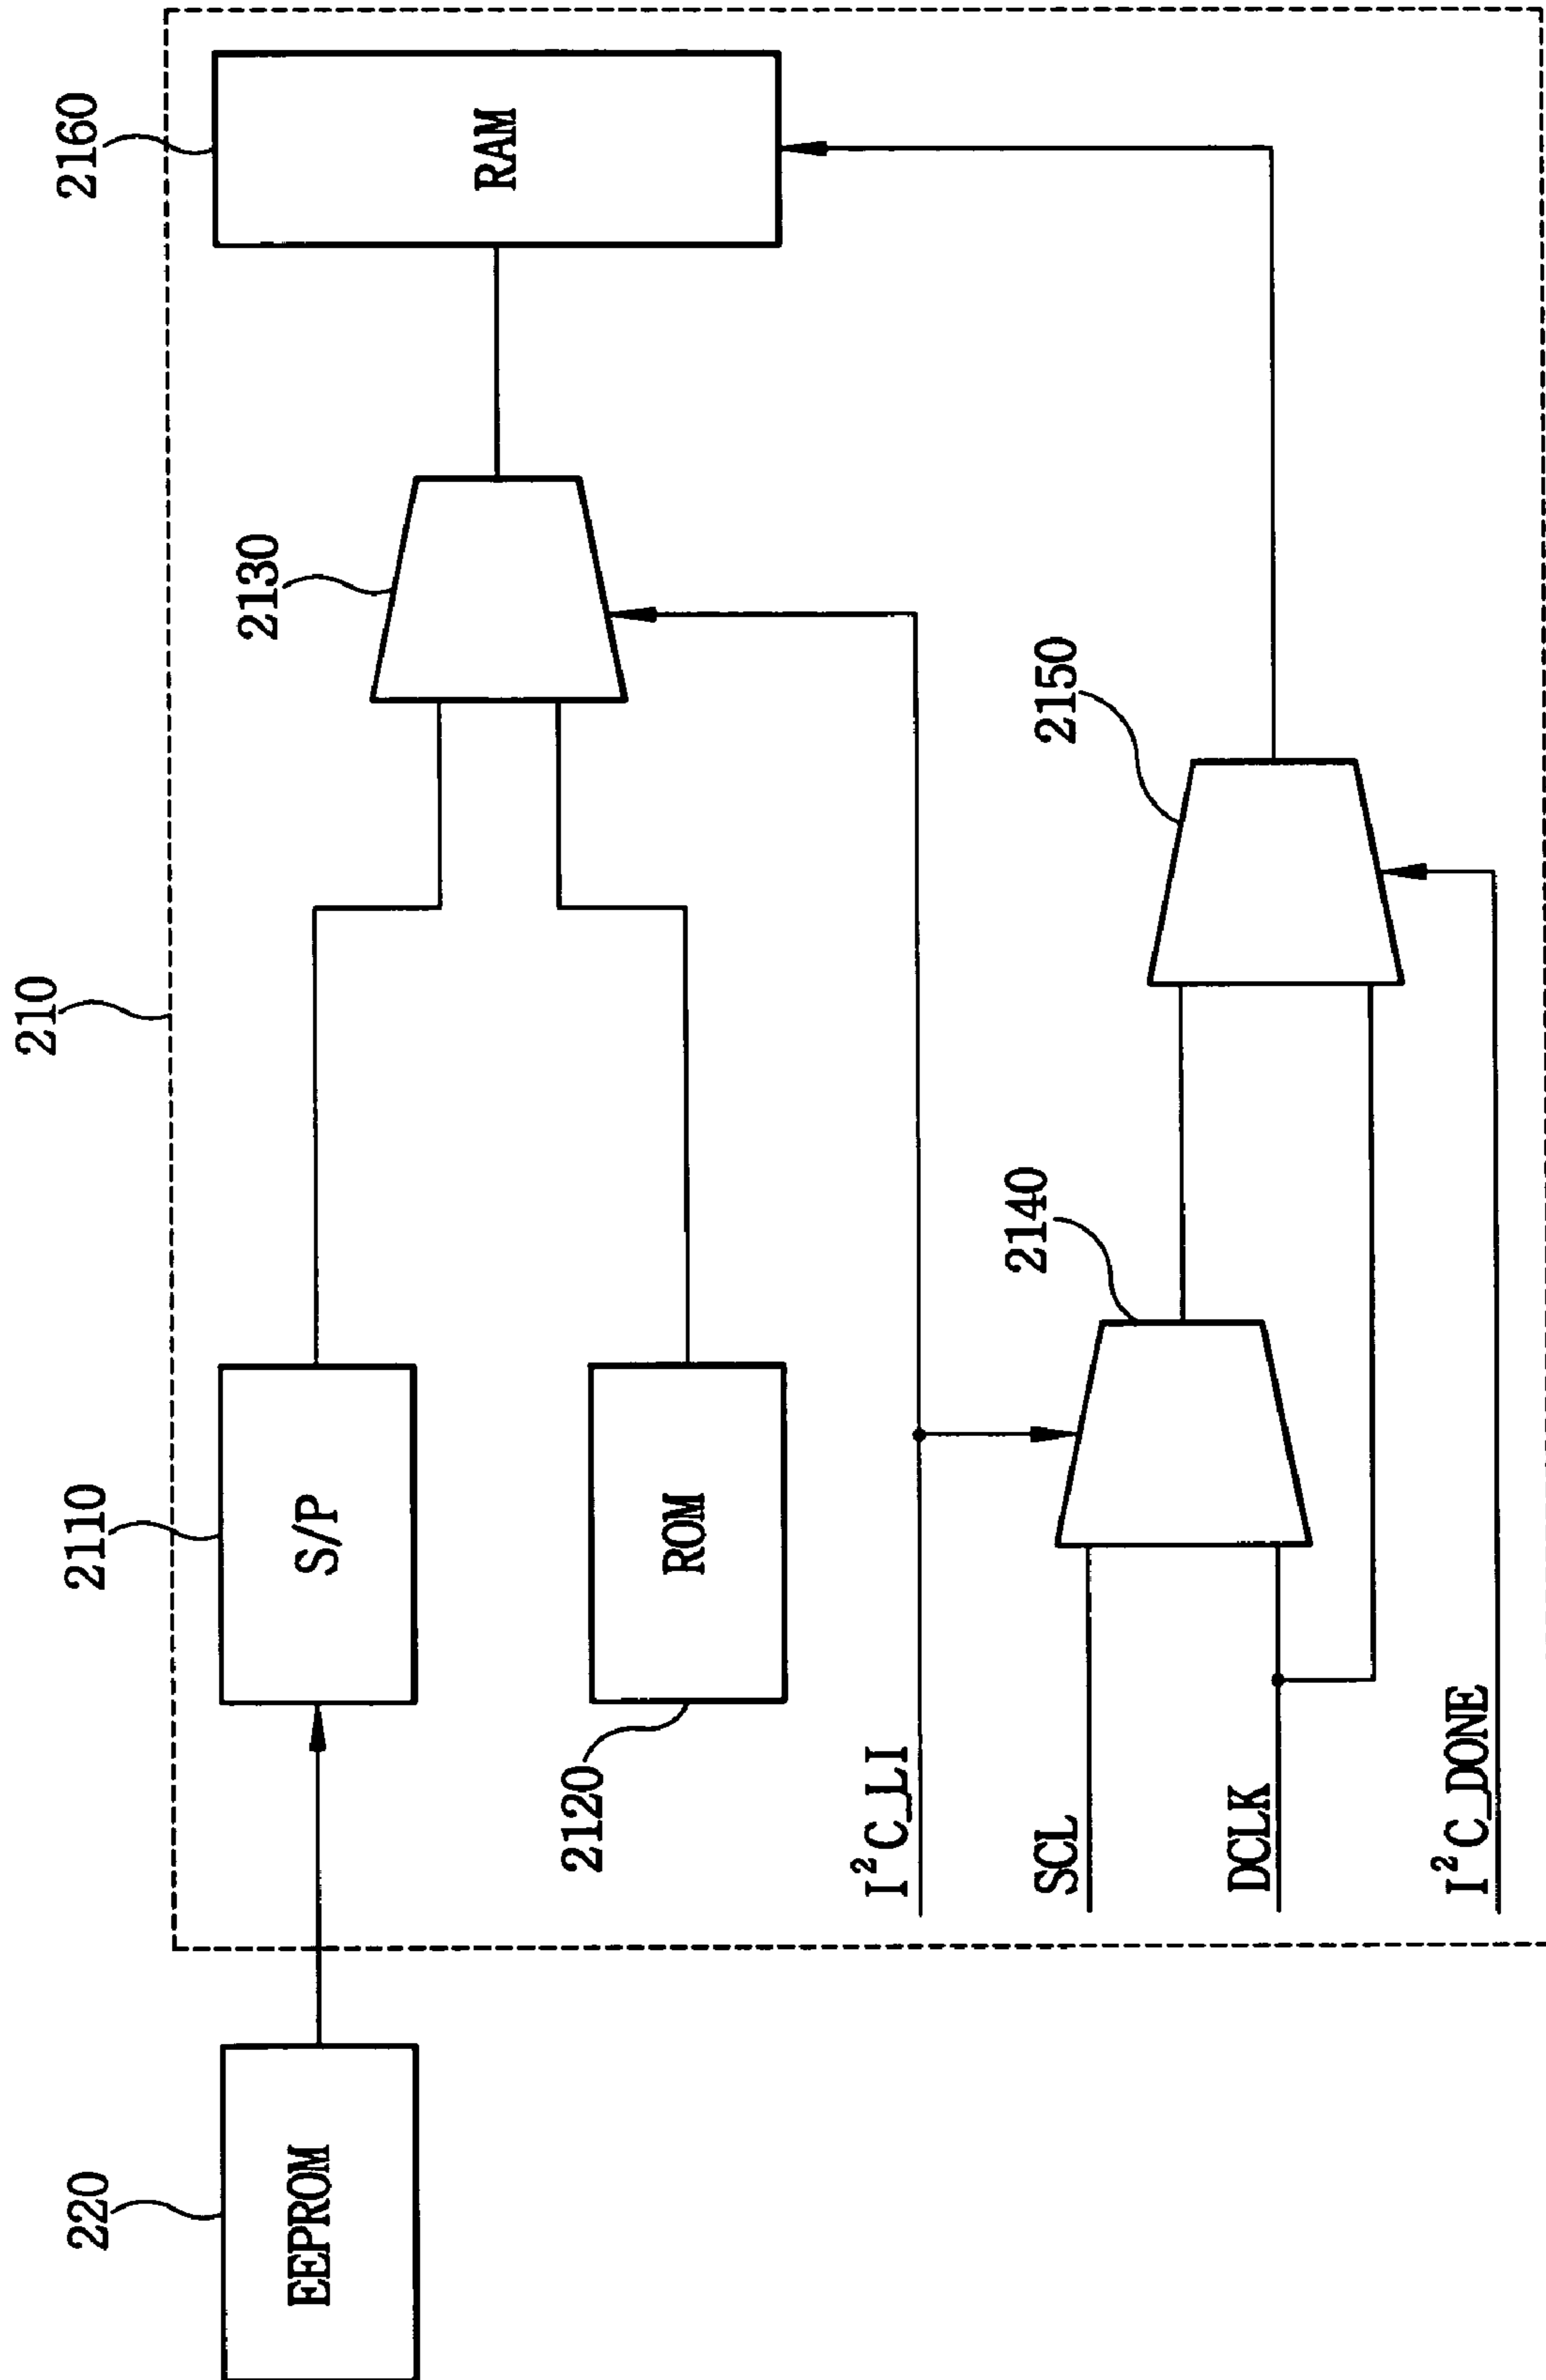 210
2160
RAM
2130
2110
S/P
220
EEPROM
2120
ROM
2150
2140
I²C_LI
SCL
DCLK
I²C_DONE